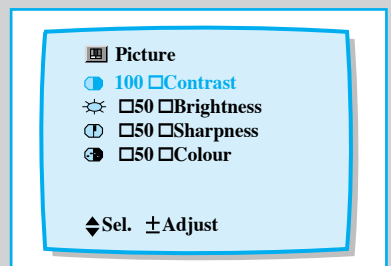 Picture
100 □Contrast
□50 □Brightness
□50 □Sharpness
□50 □Colour
Sel. ±Adjust